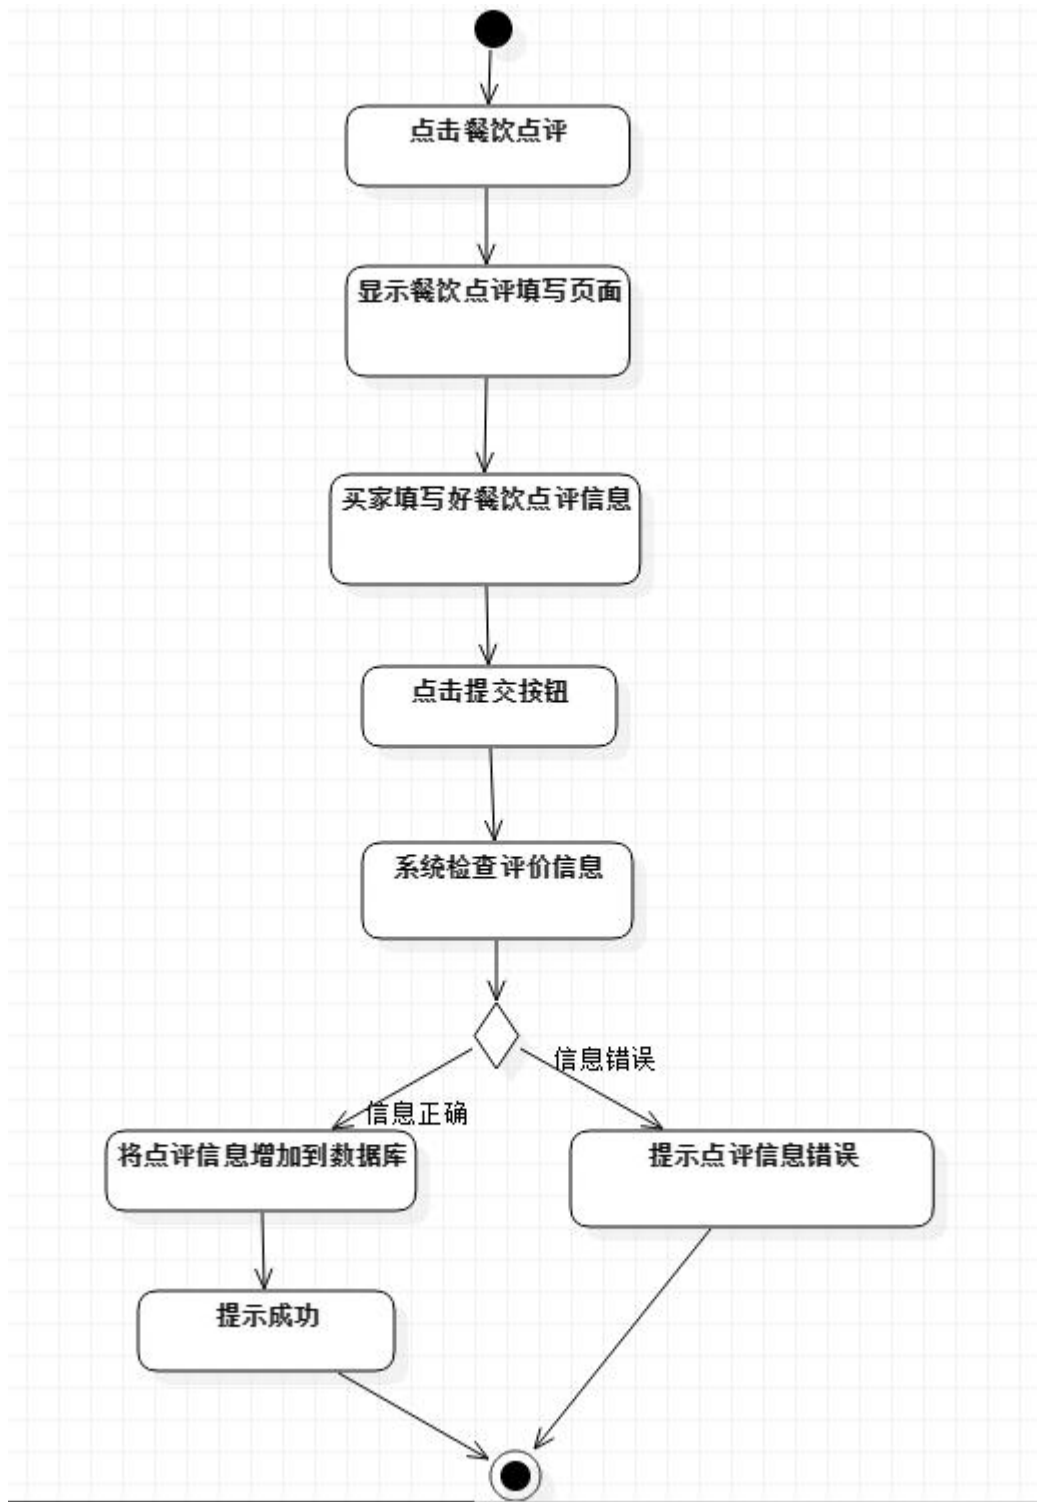 点击餐饮点评
显示餐饮点评填写页面
买家填写好餐饮点评信息
点击提交按钮
系统检查评价信息
信息错误
信息正确
将点评信息增加到数据库
提示点评信息错误
提示成功